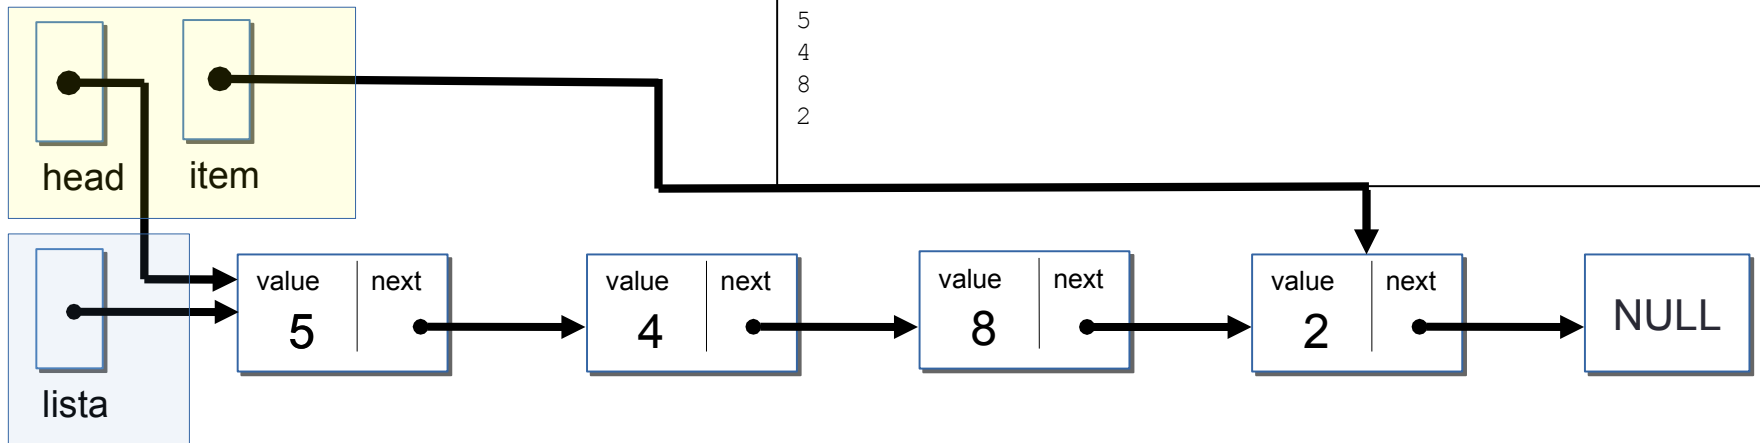 5
4
8
2
head item
value next value next value next value next
5 4 8 2 NULL
lista